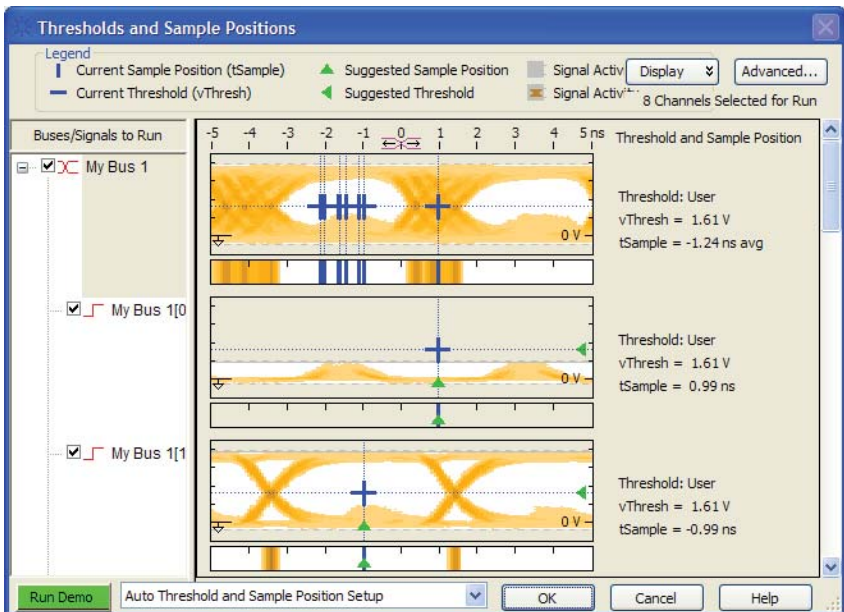 Thresholds and Sample Positions
Legend
Current Sample Position (tSample)
Suggested Sample Position
Signal Activ
Display
Advanced...
Current Threshold (vThresh)
Suggested Threshold
Signal Activ
8 Channels Selected for Run
Buses/Signals to Run
-5 -4 -3 -2 -1 0 1 2 3 4 5 ns
Threshold and Sample Position
My Bus 1
Threshold: User
vThresh = 1.61 V
tSample = -1.24 ns avg
0 V
My Bus 1[0
Threshold: User
vThresh = 1.61 V
tSample = 0.99 ns
0 V
My Bus 1[1
Threshold: User
vThresh = 1.61 V
tSample = -0.99 ns
0 V
Run Demo
Auto Threshold and Sample Position Setup
OK
Cancel
Help